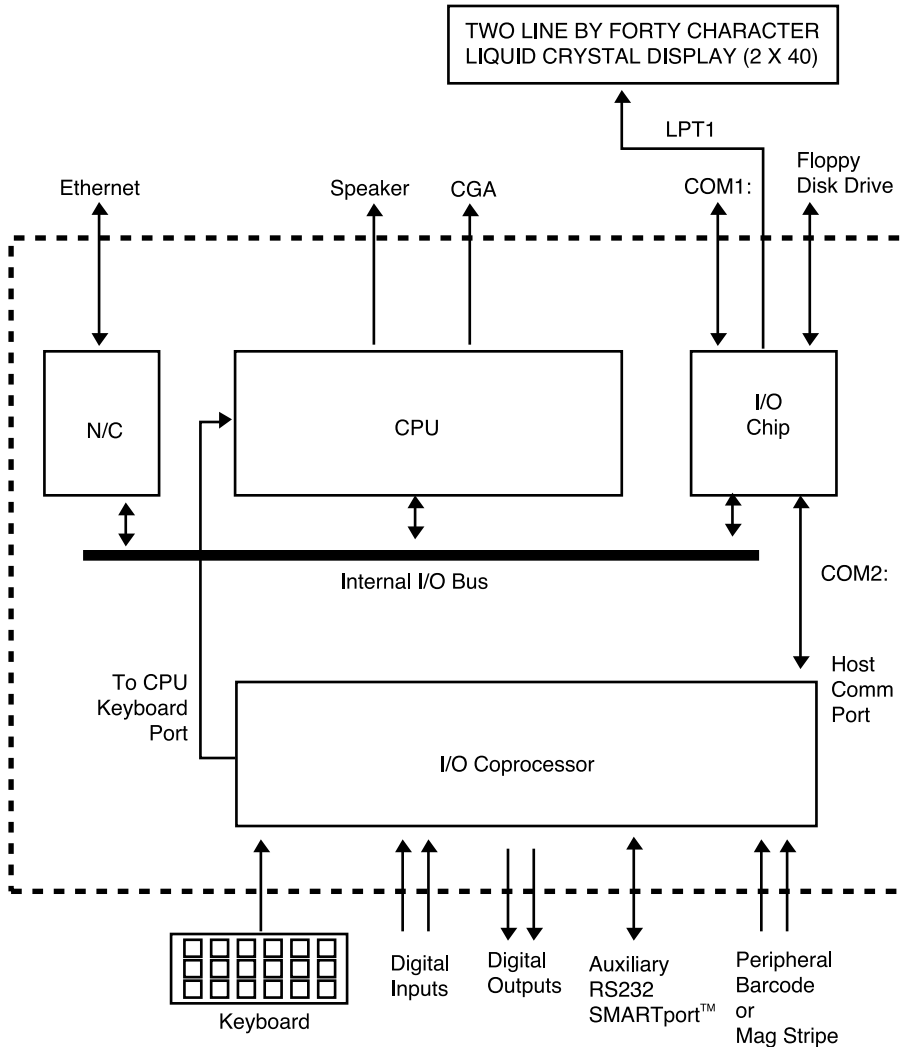 TWO LINE BY FORTY CHARACTER
LIQUID CRYSTAL DISPLAY (2 X 40)
LPT1
Ethernet
Speaker
CGA
COM1:
Floppy
Disk Drive
N/C
CPU
I/O
Chip
Internal I/O Bus
COM2:
To CPU
Keyboard
Port
Host
Comm
Port
I/O Coprocessor
Keyboard
Digital
Inputs
Digital
Outputs
Auxiliary
RS232
SMARTport™
Peripheral
Barcode
or
Mag Stripe